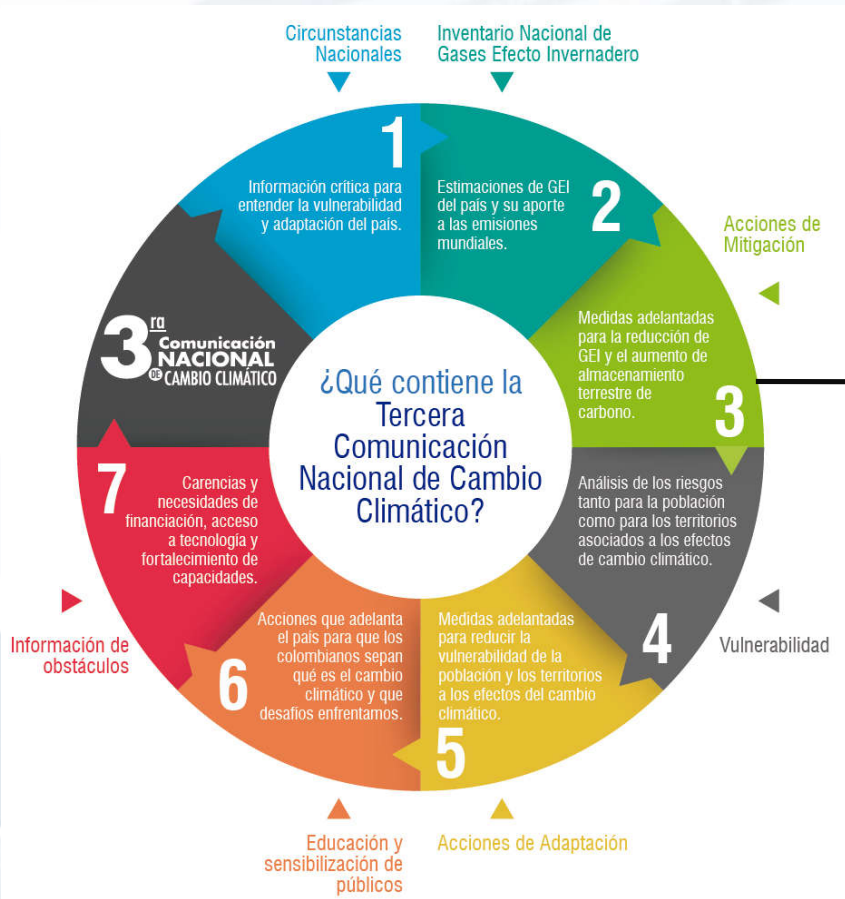 ¿Qué contiene la
Tercera
Comunicación
Nacional de Cambio
Climático?
Circunstancias
Nacionales
1
Información crítica para
entender la vulnerabilidad
y adaptación del país.
Inventario Nacional de
Gases Efecto Invernadero
2
Estimaciones de GEI
del país y su aporte
a las emisiones
mundiales.
Acciones de
Mitigación
Medidas adelantadas
para la reducción de
GEI y el aumento de
almacenamiento
terrestre de
carbono.
3
Análisis de los riesgos
tanto para la población
como para los territorios
asociados a los efectos
de cambio climático.
4
Vulnerabilidad
Medidas adelantadas
para reducir la
vulnerabilidad de la
población y los territorios
a los efectos del cambio
climático.
5
Acciones de Adaptación
Acciones que adelanta
el país para que los
colombianos sepan
qué es el cambio
climático y que
desafíos enfrentamos.
6
Educación y
sensibilización de
públicos
7
Carencias y
necesidades de
financiación, acceso
a tecnología y
fortalecimiento de
capacidades.
Información de
obstáculos
3ra
Comunicación
NACIONAL
DE CAMBIO CLIMÁTICO